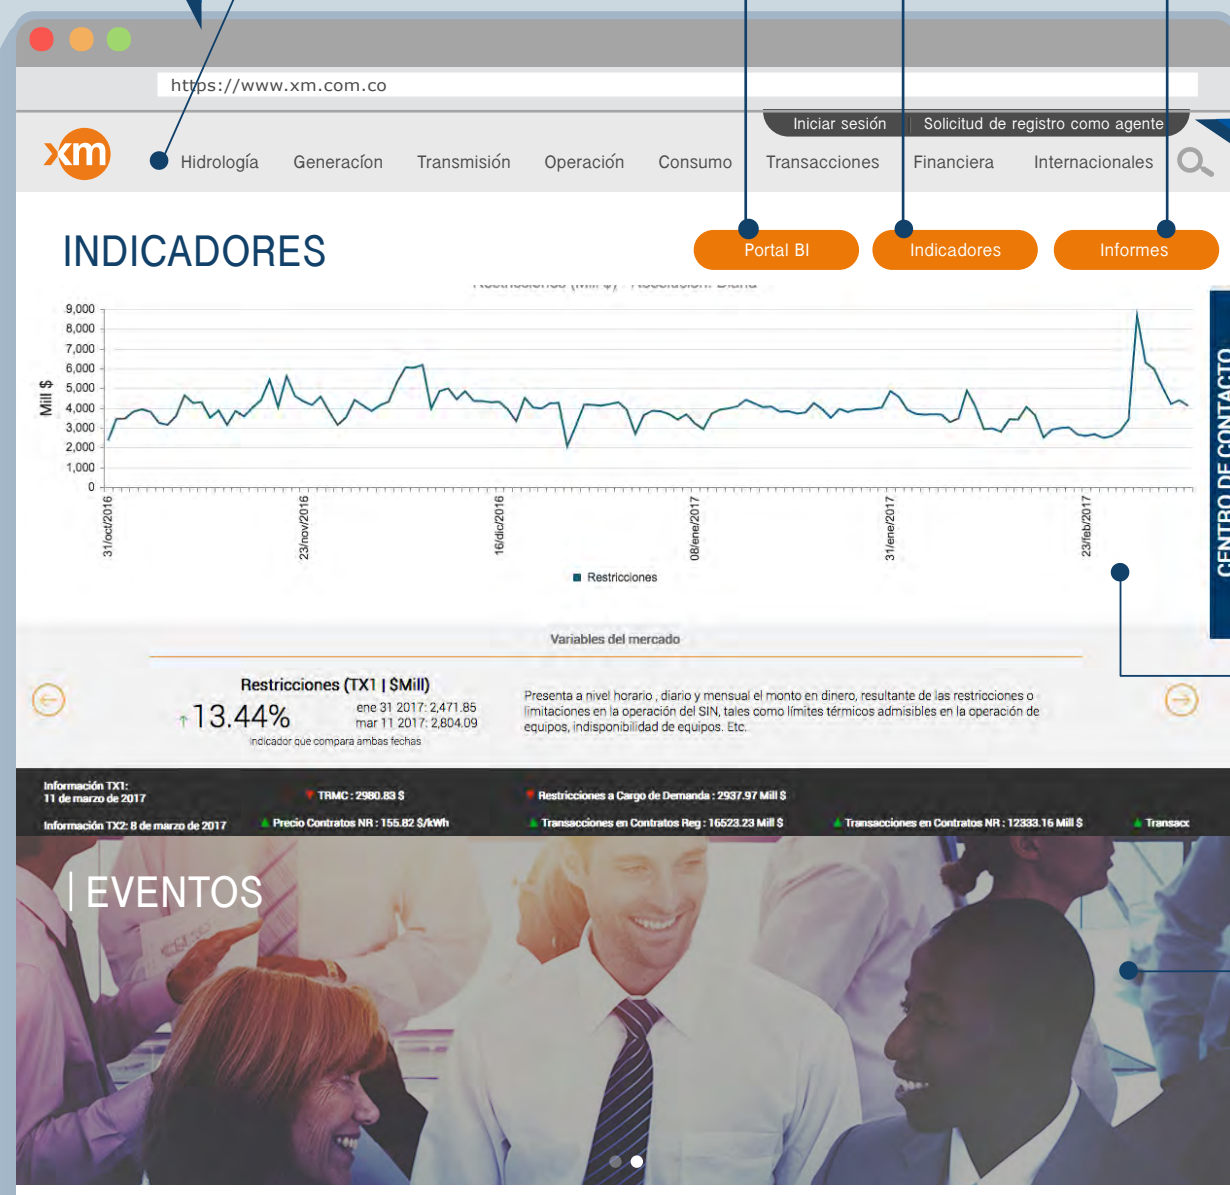 https://www.xm.com.co
Iniciar sesión | Solicitud de registro como agente
xm
Hidrología Generacíon Transmisión Operación Consumo Transacciones Financiera Internacionales
INDICADORES
Portal BI Indicadores Informes
9,000
8,000
7,000
6,000
5,000
4,000
3,000
2,000
1,000
0
Mill $
31/oct/2016 23/nov/2016 16/dic/2016 08/ene/2017 31/ene/2017 23/feb/2017
Restricciones
CENTRO DE CONTACTO
Variables del mercado
Restricciones (TX1 | $Mill)
↑ 13.44%
ene 31 2017: 2,471.85
mar 11 2017: 2,804.09
Indicador que compara ambas fechas
Presenta a nivel horario , diario y mensual el monto en dinero, resultante de las restricciones o
limitaciones en la operación del SIN, tales como límites térmicos admisibles en la operación de
equipos, indisponibilidad de equipos. Etc.
Información TX1:
11 de marzo de 2017
TRMC : 2980.83 $ Restricciones a Cargo de Demanda : 2937.97 Mill $
Información TX2: 8 de marzo de 2017 Precio Contratos NR : 155.82 $/kWh Transacciones en Contratos Reg : 16523.23 Mill $ Transacciones en Contratos NR : 12333.16 Mill $ Transacc
| EVENTOS